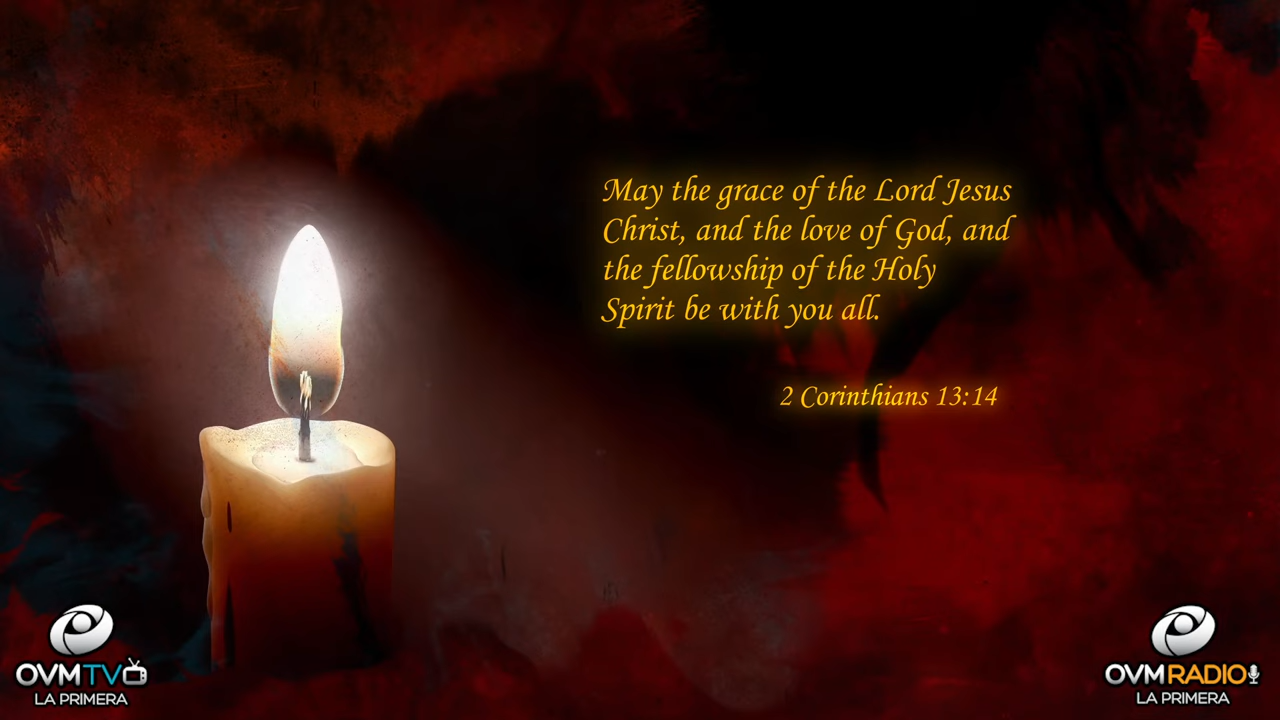 May the grace of the Lord Jesus
Christ, and the love of God, and
the fellowship of the Holy
Spirit be with you all.
2 Corinthians 13:14
OVMTV
LA PRIMERA
OVMRADIO
LA PRIMERA